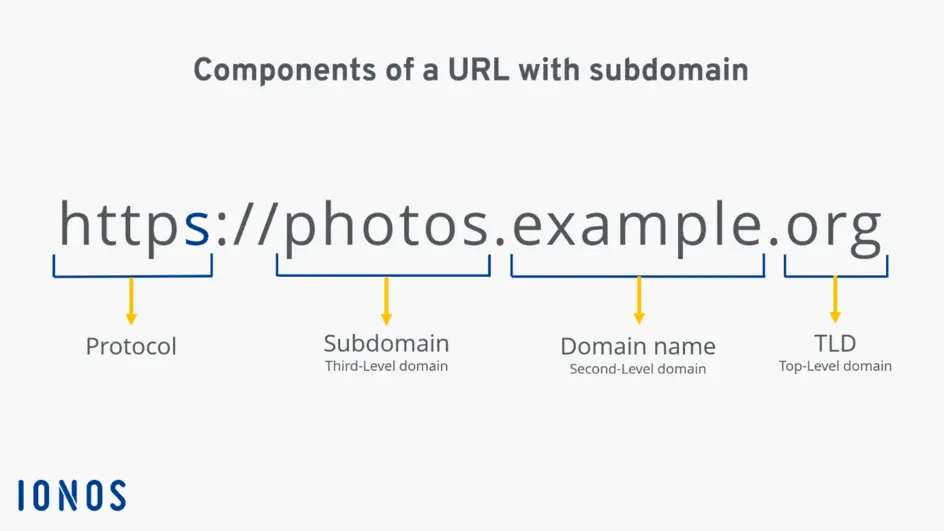 Components of a URL with subdomain
https://photos.example.org
Protocol
Subdomain
Third-Level domain
Domain name
Second-Level domain
TLD
Top-Level domain
IONOS